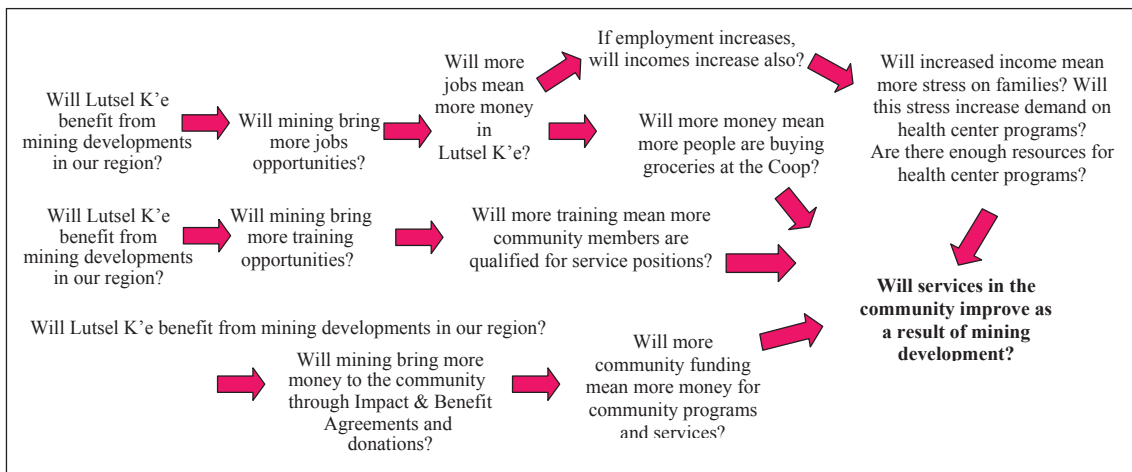 If employment increases,
will incomes increase also?
Will more
jobs mean
more money
in
Lutsel K’e?
Will increased income mean
more stress on families? Will
this stress increase demand on
health center programs?
Are there enough resources for
health center programs?
Will Lutsel K’e
benefit from
mining developments
in our region?
Will mining bring
more jobs
opportunities?
Will more money mean
more people are buying
groceries at the Coop?
Will Lutsel K’e
benefit from
mining developments
in our region?
Will mining bring
more training
opportunities?
Will more training mean more
community members are
qualified for service positions?
Will services in the
community improve as
a result of mining
development?
Will Lutsel K’e benefit from mining developments in our region?
Will mining bring more
money to the community
through Impact & Benefit
Agreements and
donations?
Will more
community funding
mean more money for
community programs
and services?